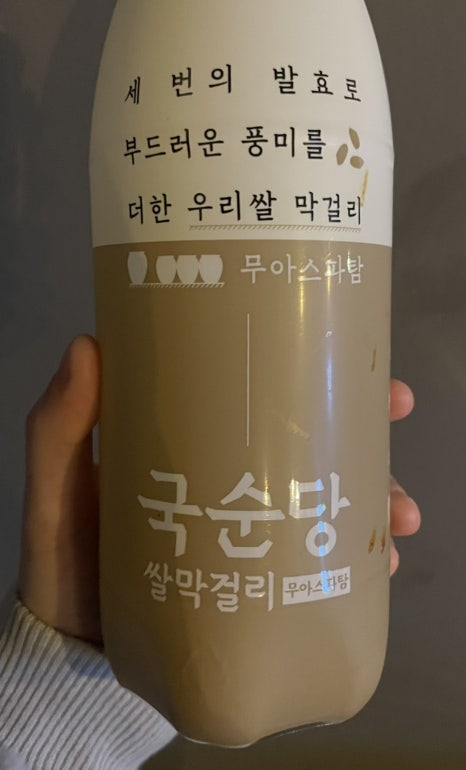 세 번의 발효로
부드러운 풍미를
더한 우리쌀 막걸리
무아스파탐
국순당
쌀막걸리 무아스파탐